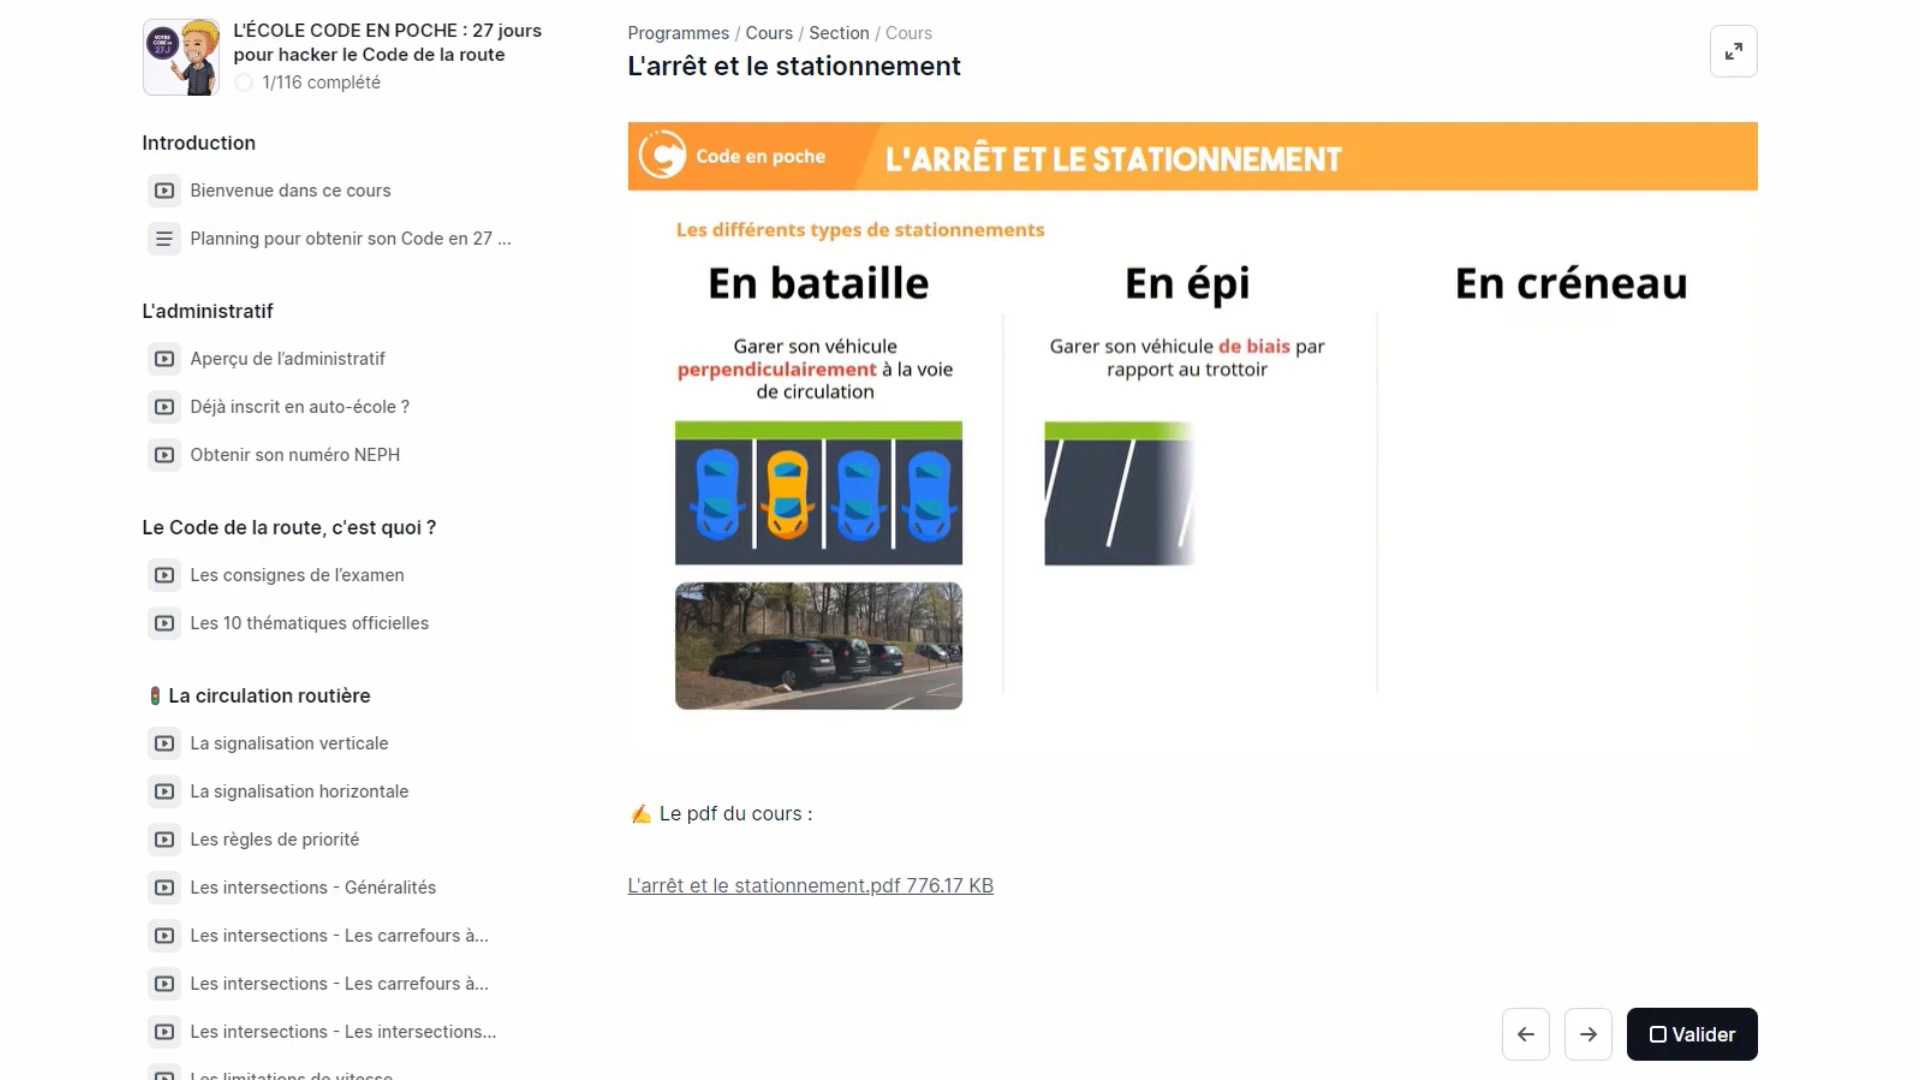 L'ÉCOLE CODE EN POCHE : 27 jours
pour hacker le Code de la route
1/116 complété
Introduction
Bienvenue dans ce cours
Planning pour obtenir son Code en 27 ...
L'administratif
Aperçu de l'administratif
Déjà inscrit en auto-école ?
Obtenir son numéro NEPH
Le Code de la route, c'est quoi ?
Les consignes de l'examen
Les 10 thématiques officielles
La circulation routière
La signalisation verticale
La signalisation horizontale
Les règles de priorité
Les intersections - Généralités
Les intersections - Les carrefours à...
Les intersections - Les carrefours à...
Les intersections - Les intersections...
Les limitations de vitesse
Programmes / Cours / Section / Cours
L'arrêt et le stationnement
Code en poche
L'ARRÊT ET LE STATIONNEMENT
Les différents types de stationnements
En bataille
Garer son véhicule
perpendiculairement à la voie
de circulation
En épi
Garer son véhicule de biais par
rapport au trottoir
En créneau
✍️ Le pdf du cours :
L'arrêt et le stationnement.pdf 776.17 KB
Valider